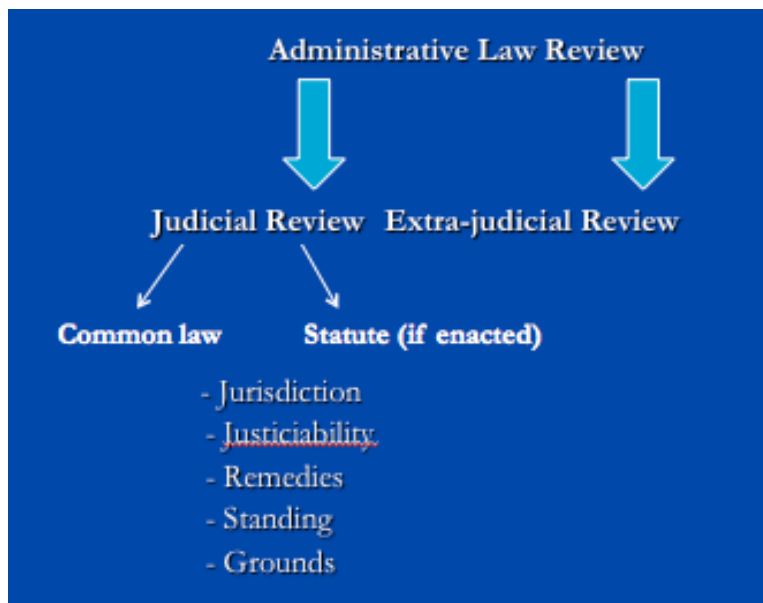 Administrative Law Review
Judicial Review Extra-judicial Review
Common law Statute (if enacted)
- Jurisdiction
- Justiciability
- Remedies
- Standing
- Grounds